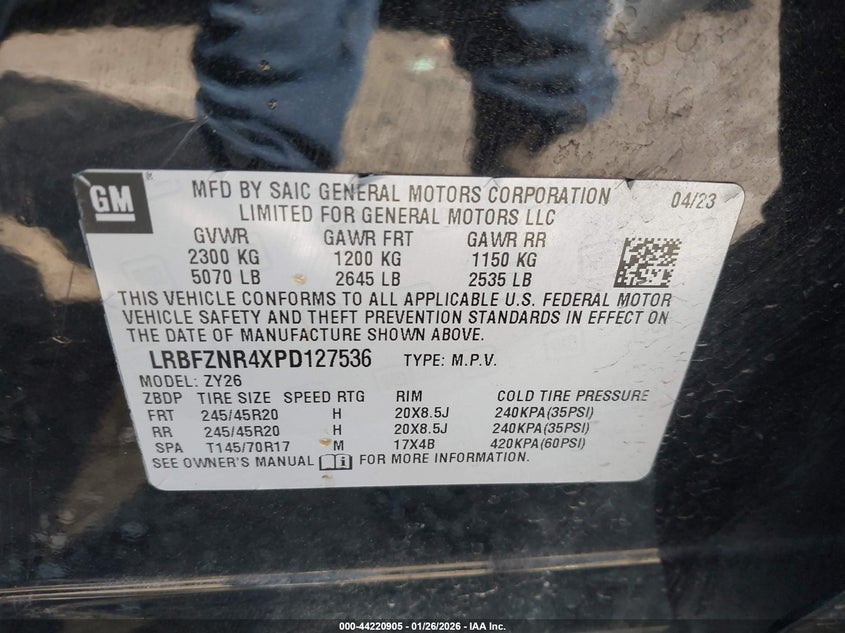 GM
MFD BY SAIC GENERAL MOTORS CORPORATION 04/23
LIMITED FOR GENERAL MOTORS LLC
GVWR GAWR FRT GAWR RR
2300 KG 1200 KG 1150 KG
5070 LB 2645 LB 2535 LB
THIS VEHICLE CONFORMS TO ALL APPLICABLE U.S. FEDERAL MOTOR
VEHICLE SAFETY AND THEFT PREVENTION STANDARDS IN EFFECT ON
THE DATE OF MANUFACTURE SHOWN ABOVE.
LRBFZNR4XPD127536 TYPE: M.P.V.
MODEL: ZY26
ZBDP TIRE SIZE SPEED RTG RIM COLD TIRE PRESSURE
FRT 245/45R20 H 20X8.5J 240KPA(35PSI)
RR 245/45R20 H 20X8.5J 240KPA(35PSI)
SPA T145/70R17 M 17X4B 420KPA(60PSI)
SEE OWNER'S MANUAL FOR MORE INFORMATION.
000-44220905 - 01/26/2026 - IAA Inc.